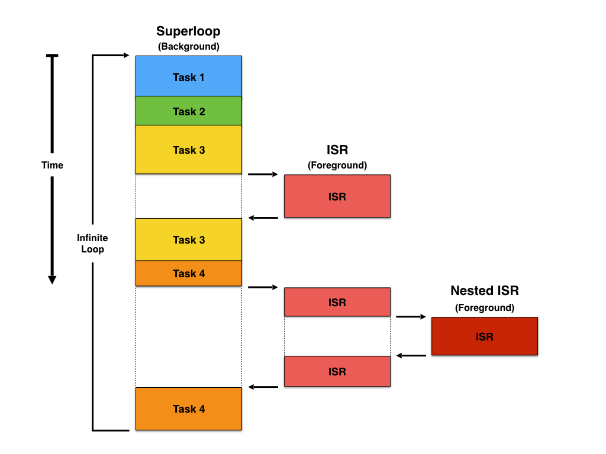 Superloop
(Background)
Task 1
Task 2
Task 3
ISR
(Foreground)
ISR
Time
Infinite
Loop
Task 3
Task 4
Nested ISR
(Foreground)
ISR
ISR
ISR
Task 4